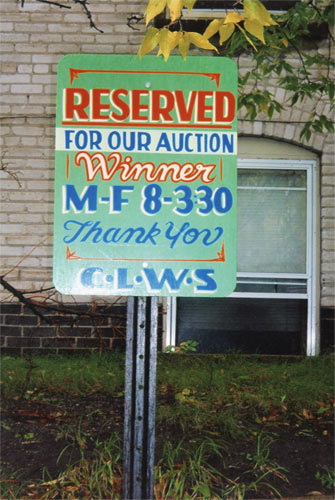 RESERVED
FOR OUR AUCTION
Winner
M-F 8-330
Thank You
C·L·W·S